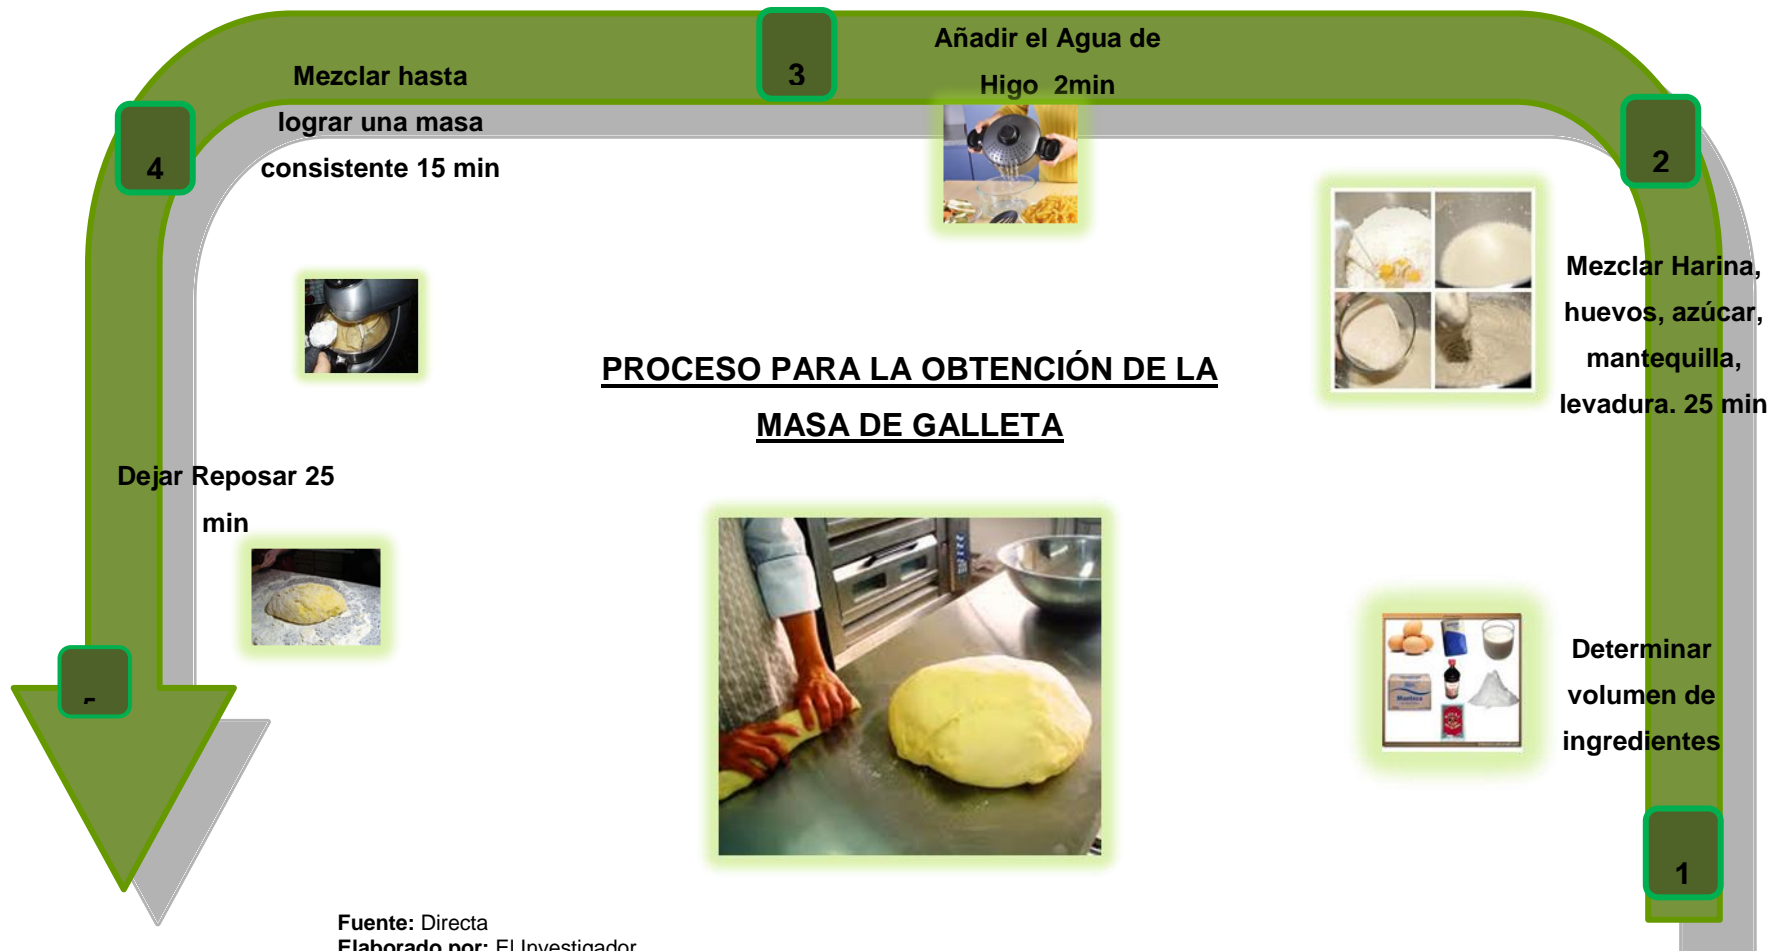 3
Añadir el Agua de
Higo 2min
Mezclar hasta
lograr una masa
consistente 15 min
4
2
Mezclar Harina,
huevos, azúcar,
mantequilla,
levadura. 25 min
PROCESO PARA LA OBTENCIÓN DE LA
MASA DE GALLETA
Dejar Reposar 25
min
Determinar
volumen de
ingredientes
5
1
Fuente: Directa
Elaborado por: El Investigador